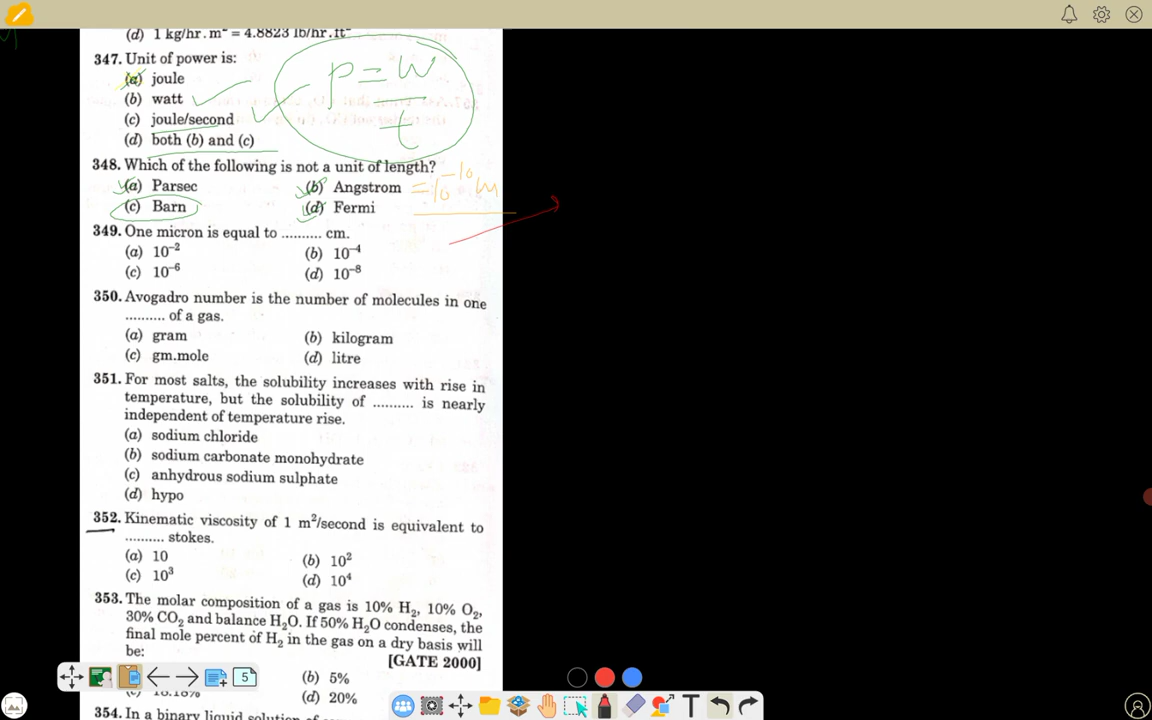 (d) 1 kg/hr . m² = 4.8823 lb/hr.ft²
347. Unit of power is:
(a) joule
(b) watt
(c) joule/second
(d) both (b) and (c)
P = W/t
348. Which of the following is not a unit of length?
(a) Parsec (b) Angstrom = 10⁻¹⁰ m
(c) Barn (d) Fermi
349. One micron is equal to .......... cm.
(a) 10⁻² (b) 10⁻⁴
(c) 10⁻⁶ (d) 10⁻⁸
350. Avogadro number is the number of molecules in one
.......... of a gas.
(a) gram (b) kilogram
(c) gm.mole (d) litre
351. For most salts, the solubility increases with rise in
temperature, but the solubility of .......... is nearly
independent of temperature rise.
(a) sodium chloride
(b) sodium carbonate monohydrate
(c) anhydrous sodium sulphate
(d) hypo
352. Kinematic viscosity of 1 m²/second is equivalent to
.......... stokes.
(a) 10 (b) 10²
(c) 10³ (d) 10⁴
353. The molar composition of a gas is 10% H₂, 10% O₂,
30% CO₂ and balance H₂O. If 50% H₂O condenses, the
final mole percent of H₂ in the gas on a dry basis will
be: [GATE 2000]
(b) 5%
(c) 18.18% (d) 20%
354. In a binary liquid solution of
5
T